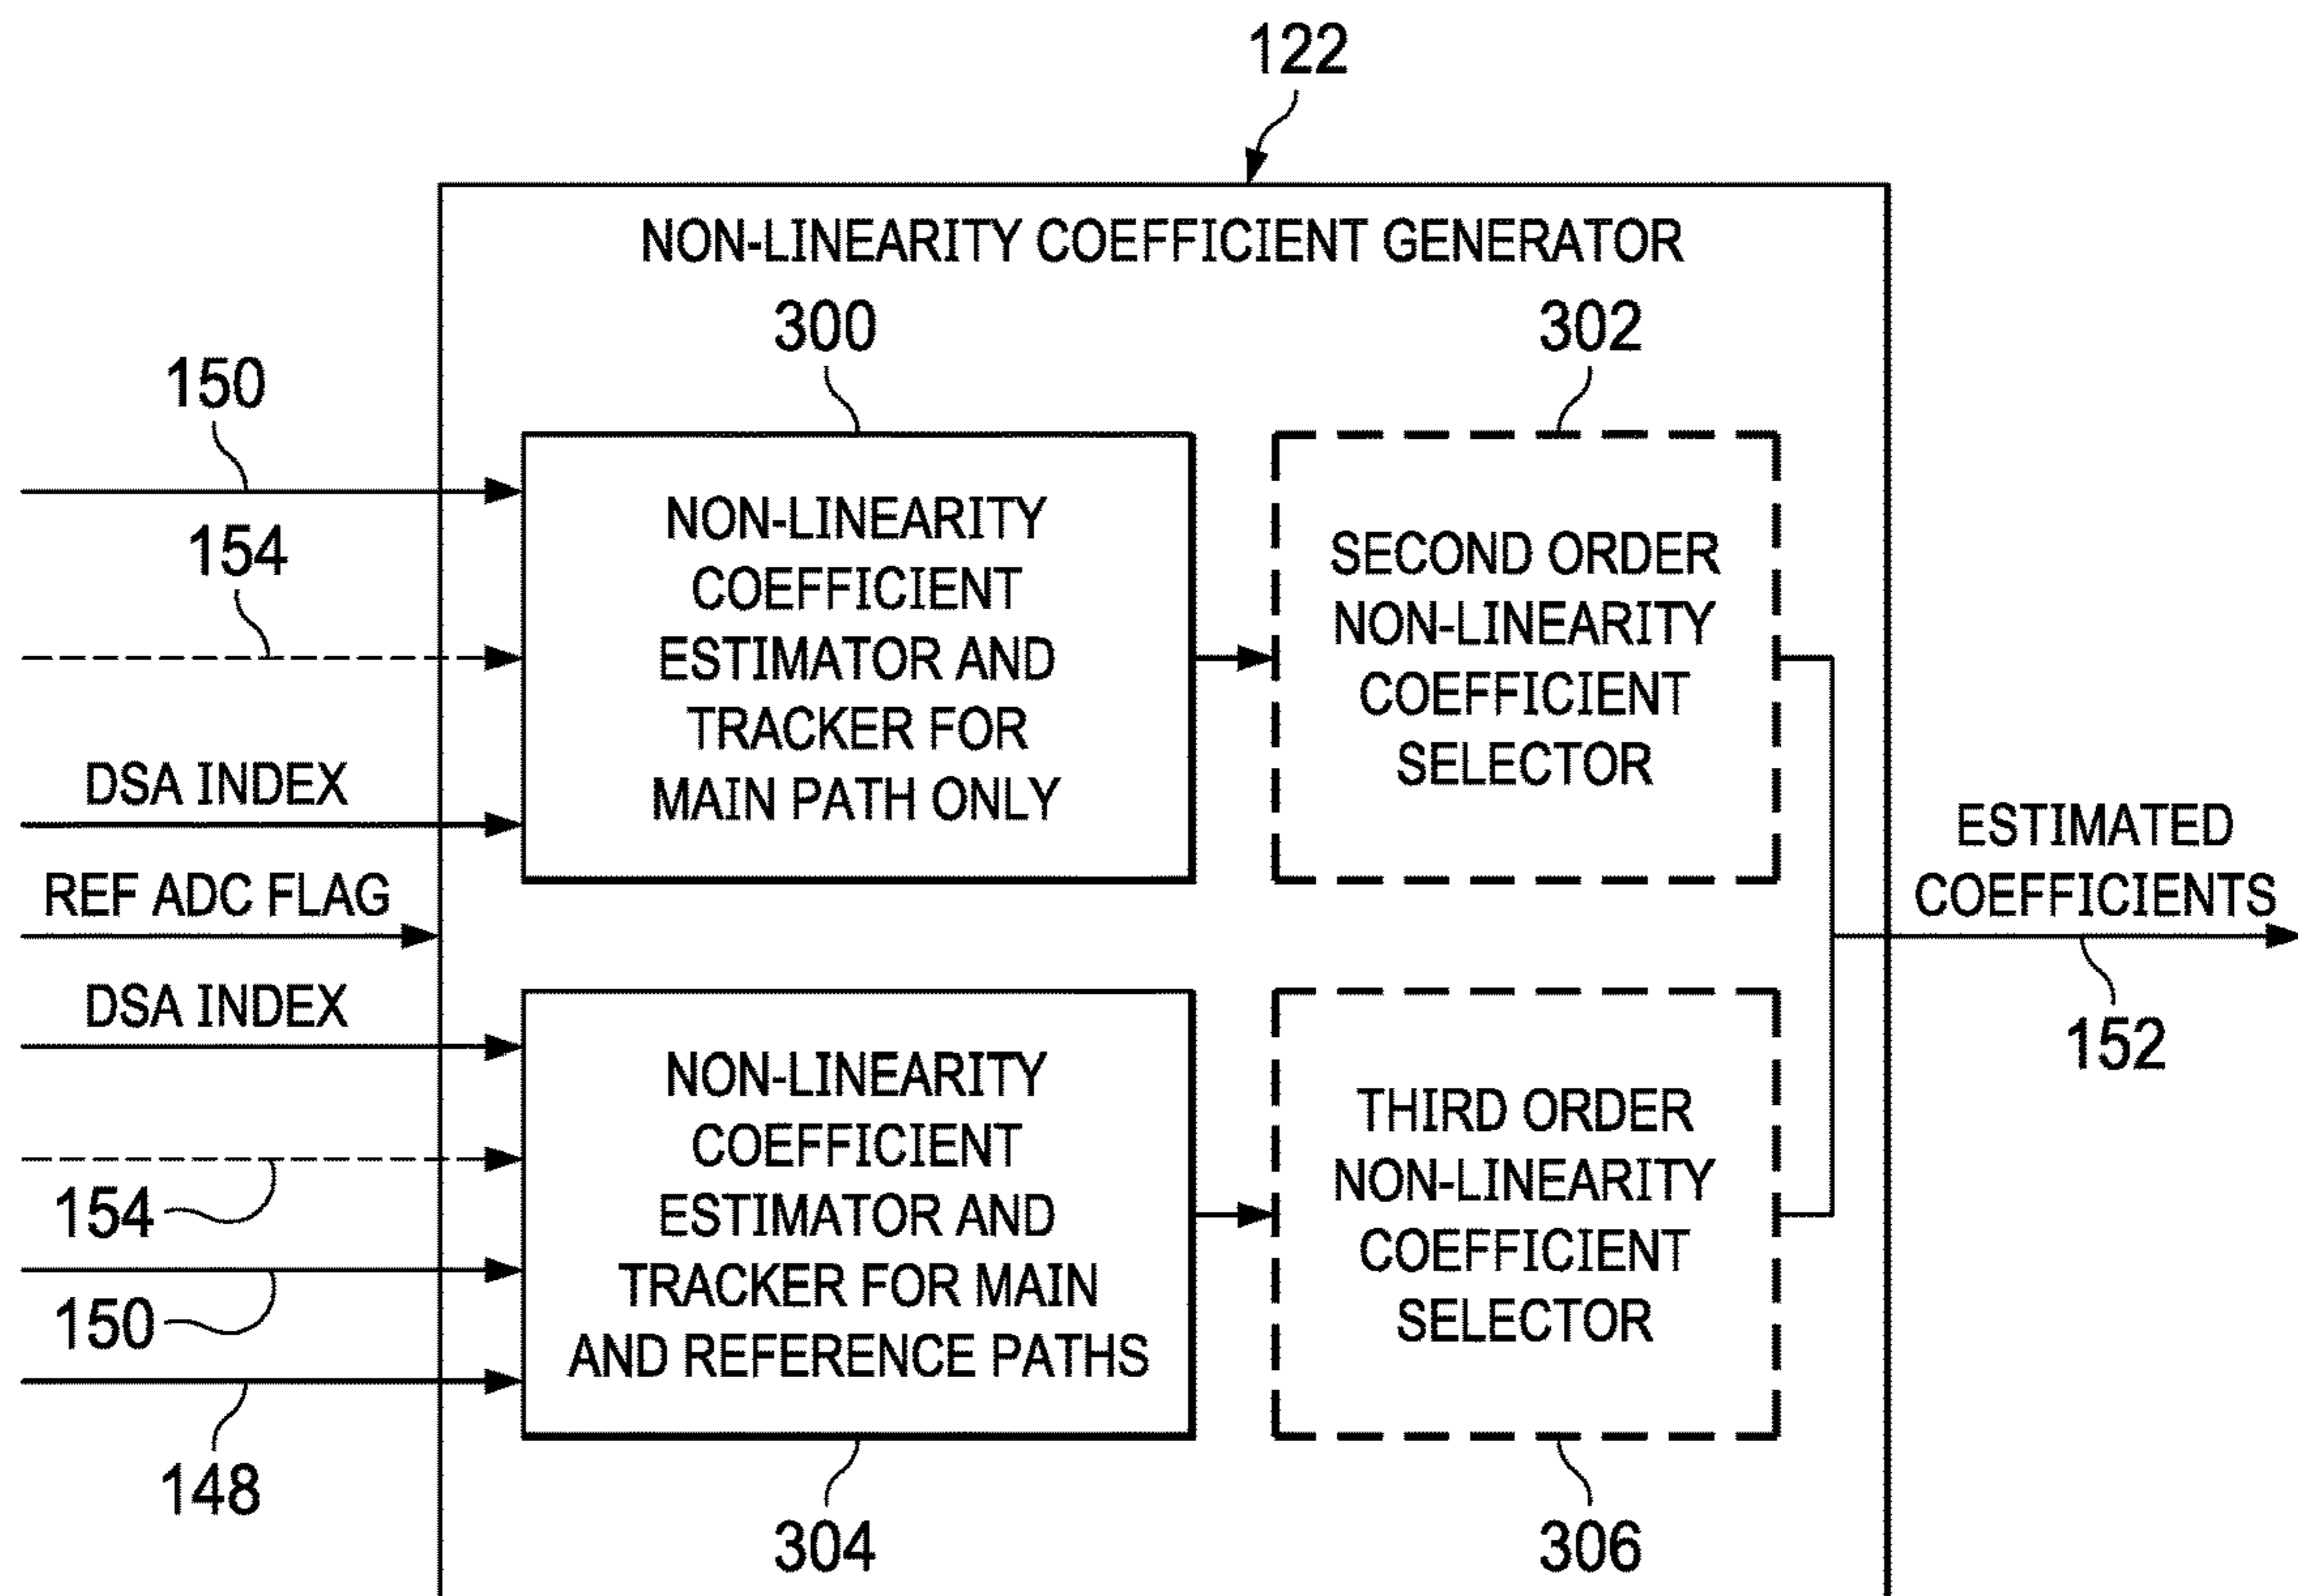 122
NON-LINEARITY COEFFICIENT GENERATOR
300
302
150
154
DSA INDEX
REF ADC FLAG
DSA INDEX
154
150
148
NON-LINEARITY
COEFFICIENT
ESTIMATOR AND
TRACKER FOR
MAIN PATH ONLY
SECOND ORDER
NON-LINEARITY
COEFFICIENT
SELECTOR
NON-LINEARITY
COEFFICIENT
ESTIMATOR AND
TRACKER FOR MAIN
AND REFERENCE PATHS
THIRD ORDER
NON-LINEARITY
COEFFICIENT
SELECTOR
ESTIMATED
COEFFICIENTS
152
304
306